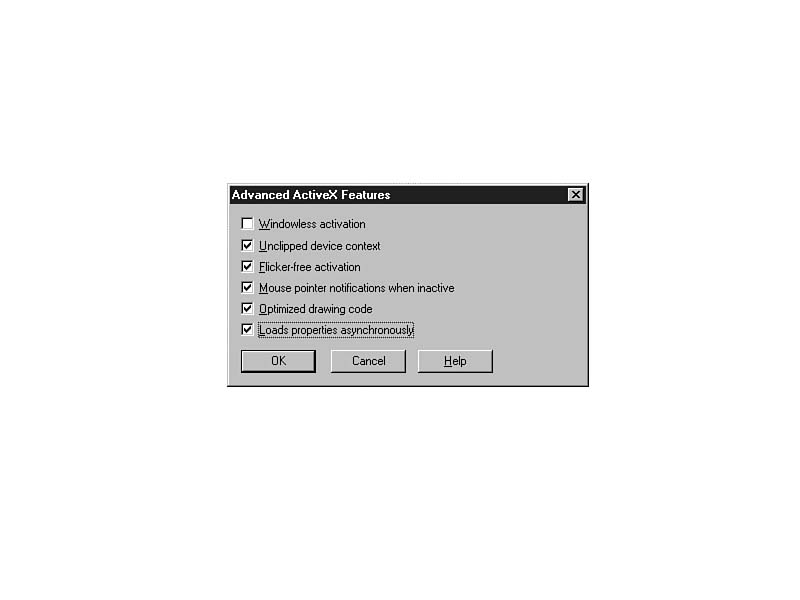 Advanced ActiveX Features
Windowless activation
Unclipped device context
Flicker-free activation
Mouse pointer notifications when inactive
Optimized drawing code
Loads properties asynchronously
OK Cancel Help